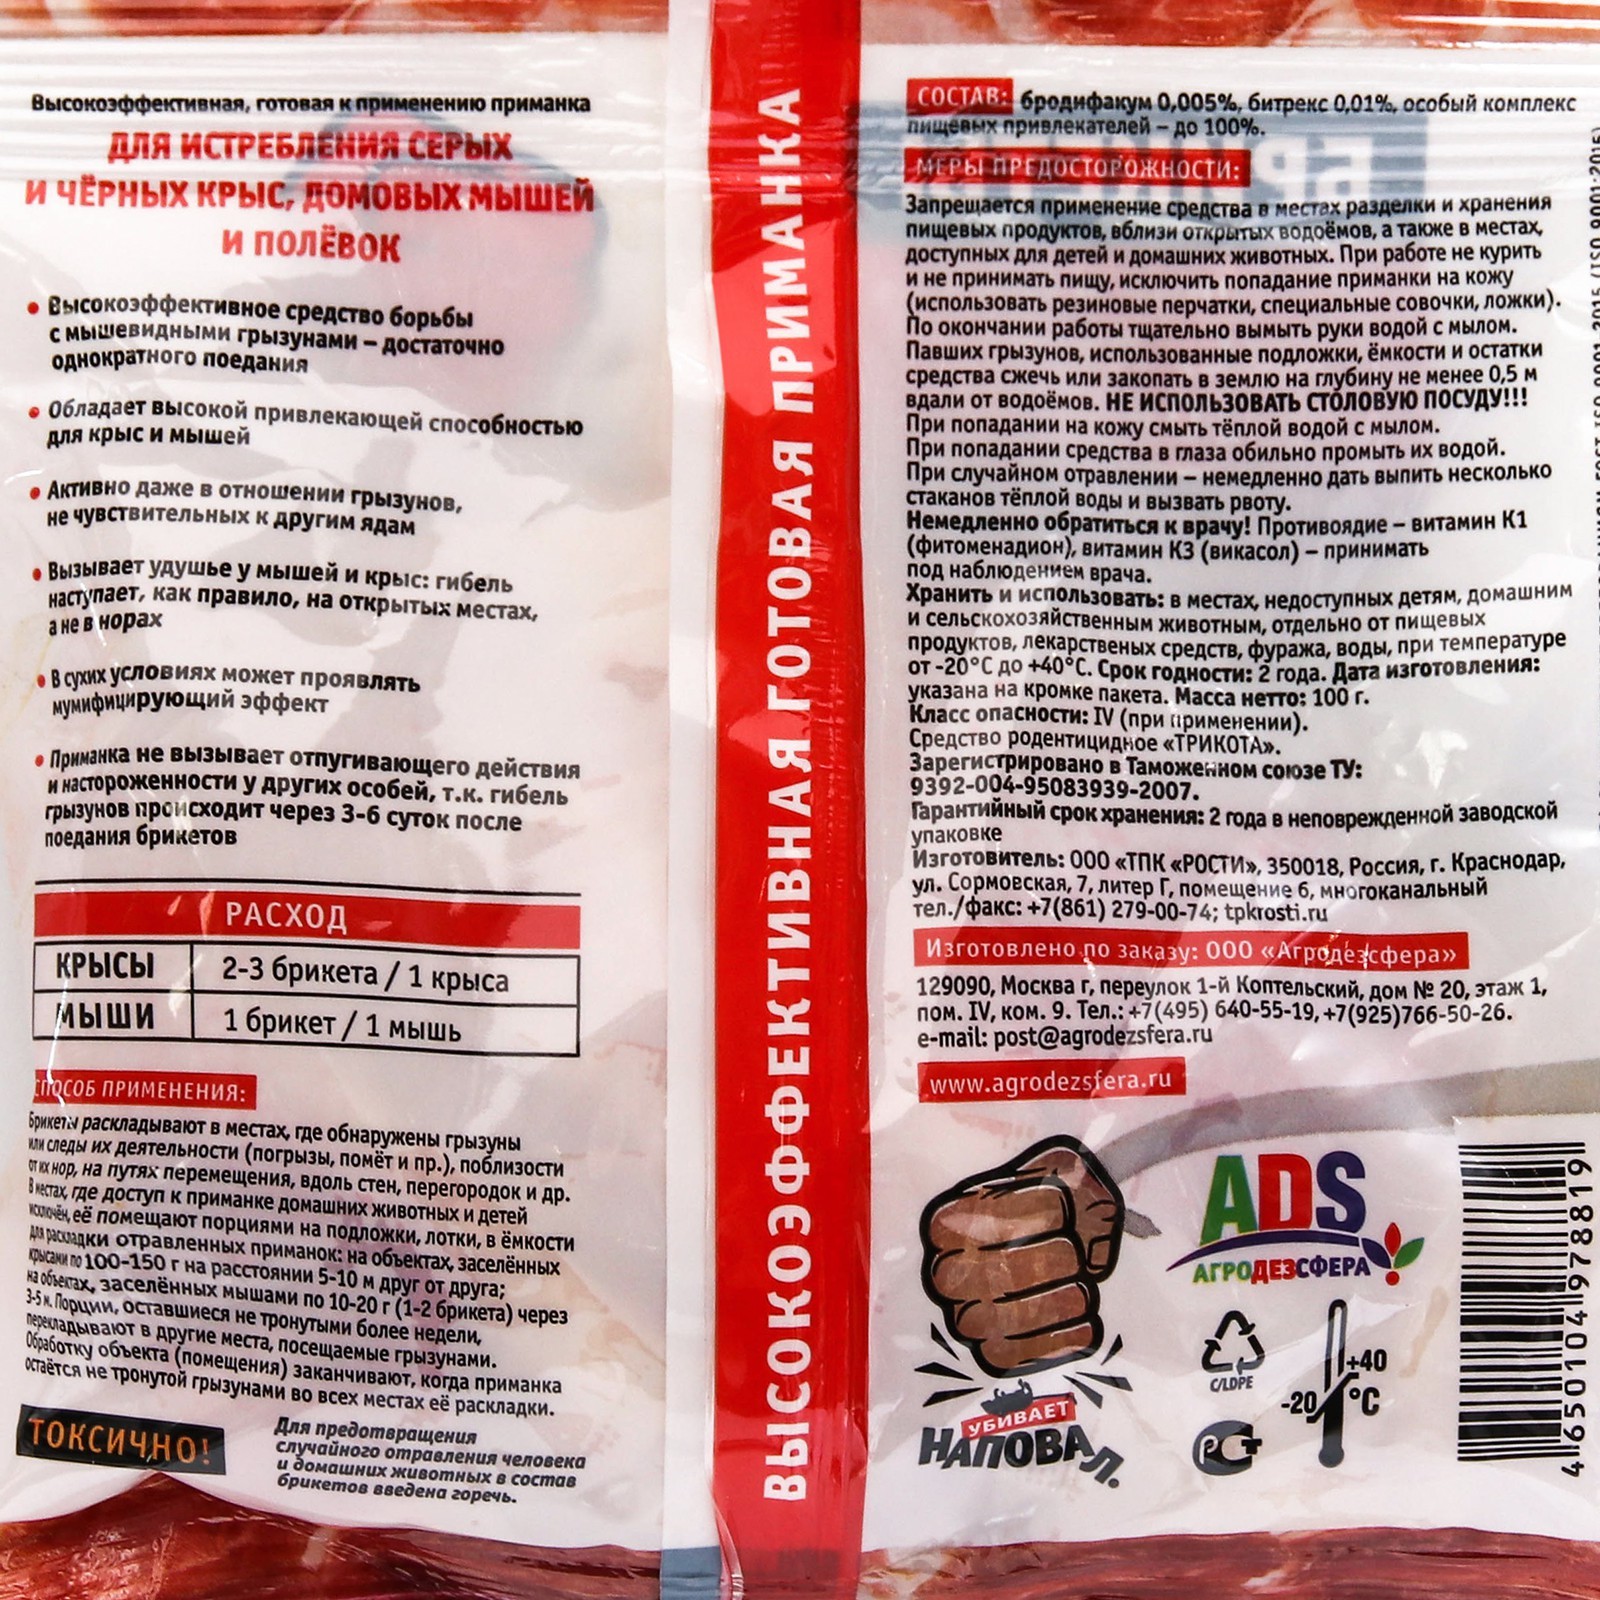 Высокоэффективная, готовая к применению приманка
ДЛЯ ИСТРЕБЛЕНИЯ СЕРЫХ
И ЧЁРНЫХ КРЫС, ДОМОВЫХ МЫШЕЙ
И ПОЛЁВОК
• Высокоэффективное средство борьбы
с мышевидными грызунами – достаточно
однократного поедания
• Обладает высокой привлекающей способностью
для крыс и мышей
• Активно даже в отношении грызунов,
не чувствительных к другим ядам
• Вызывает удушье у мышей и крыс: гибель
наступает, как правило, на открытых местах,
а не в норах
• В сухих условиях может проявлять
мумифицирующий эффект
• Приманка не вызывает отпугивающего действия
и настороженности у других особей, т.к. гибель
грызунов происходит через 3-6 суток после
поедания брикетов
РАСХОД
КРЫСЫ 2-3 брикета / 1 крыса
МЫШИ 1 брикет / 1 мышь
СПОСОБ ПРИМЕНЕНИЯ:
Брикеты раскладывают в местах, где обнаружены грызуны
или следы их деятельности (погрызы, помёт и пр.), поблизости
от их нор, на путях перемещения, вдоль стен, перегородок и др.
В местах, где доступ к приманке домашних животных и детей
исключён, её помещают порциями на подложки, лотки, в ёмкости
для раскладки отравленных приманок: на объектах, заселённых
крысами по 100-150 г на расстоянии 5-10 м друг от друга;
на объектах, заселённых мышами по 10-20 г (1-2 брикета) через
3-5 м. Порции, оставшиеся не тронутыми более недели,
перекладывают в другие места, посещаемые грызунами.
Обработку объекта (помещения) заканчивают, когда приманка
остаётся не тронутой грызунами во всех местах её раскладки.
ТОКСИЧНО!
Для предотвращения
случайного отравления человека
и домашних животных в состав
брикетов введена горечь.
ВЫСОКОЭФФЕКТИВНАЯ ГОТОВАЯ ПРИМАНКА
СОСТАВ: бродифакум 0,005%, битрекс 0,01%, особый комплекс
пищевых привлекателей – до 100%.
МЕРЫ ПРЕДОСТОРОЖНОСТИ:
Запрещается применение средства в местах разделки и хранения
пищевых продуктов, вблизи открытых водоёмов, а также в местах,
доступных для детей и домашних животных. При работе не курить
и не принимать пищу, исключить попадание приманки на кожу
(использовать резиновые перчатки, специальные совочки, ложки).
По окончании работы тщательно вымыть руки водой с мылом.
Павших грызунов, использованные подложки, ёмкости и остатки
средства сжечь или закопать в землю на глубину не менее 0,5 м
вдали от водоёмов. НЕ ИСПОЛЬЗОВАТЬ СТОЛОВУЮ ПОСУДУ!!!
При попадании на кожу смыть тёплой водой с мылом.
При попадании средства в глаза обильно промыть их водой.
При случайном отравлении – немедленно дать выпить несколько
стаканов тёплой воды и вызвать рвоту.
Немедленно обратиться к врачу! Противоядие – витамин К1
(фитоменадион), витамин К3 (викасол) – принимать
под наблюдением врача.
Хранить и использовать: в местах, недоступных детям, домашним
и сельскохозяйственным животным, отдельно от пищевых
продуктов, лекарственых средств, фуража, воды, при температуре
от -20°С до +40°С. Срок годности: 2 года. Дата изготовления:
указана на кромке пакета. Масса нетто: 100 г.
Класс опасности: IV (при применении).
Средство родентицидное «ТРИКОТА».
Зарегистрировано в Таможенном союзе ТУ:
9392-004-95083939-2007.
Гарантийный срок хранения: 2 года в неповрежденной заводской
упаковке
Изготовитель: ООО «ТПК «РОСТИ», 350018, Россия, г. Краснодар,
ул. Сормовская, 7, литер Г, помещение 6, многоканальный
тел./факс: +7(861) 279-00-74; tpkrosti.ru
Изготовлено по заказу: ООО «Агродезсфера»
129090, Москва г, переулок 1-й Коптельский, дом № 20, этаж 1,
пом. IV, ком. 9. Тел.: +7(495) 640-55-19, +7(925)766-50-26.
e-mail: post@agrodezsfera.ru
www.agrodezsfera.ru
УБИВАЕТ
НАПОВАЛ.
ADS
АГРОДЕЗСФЕРА
C/LDPE
+40
-20 °C
РСТ
4 650104 978819